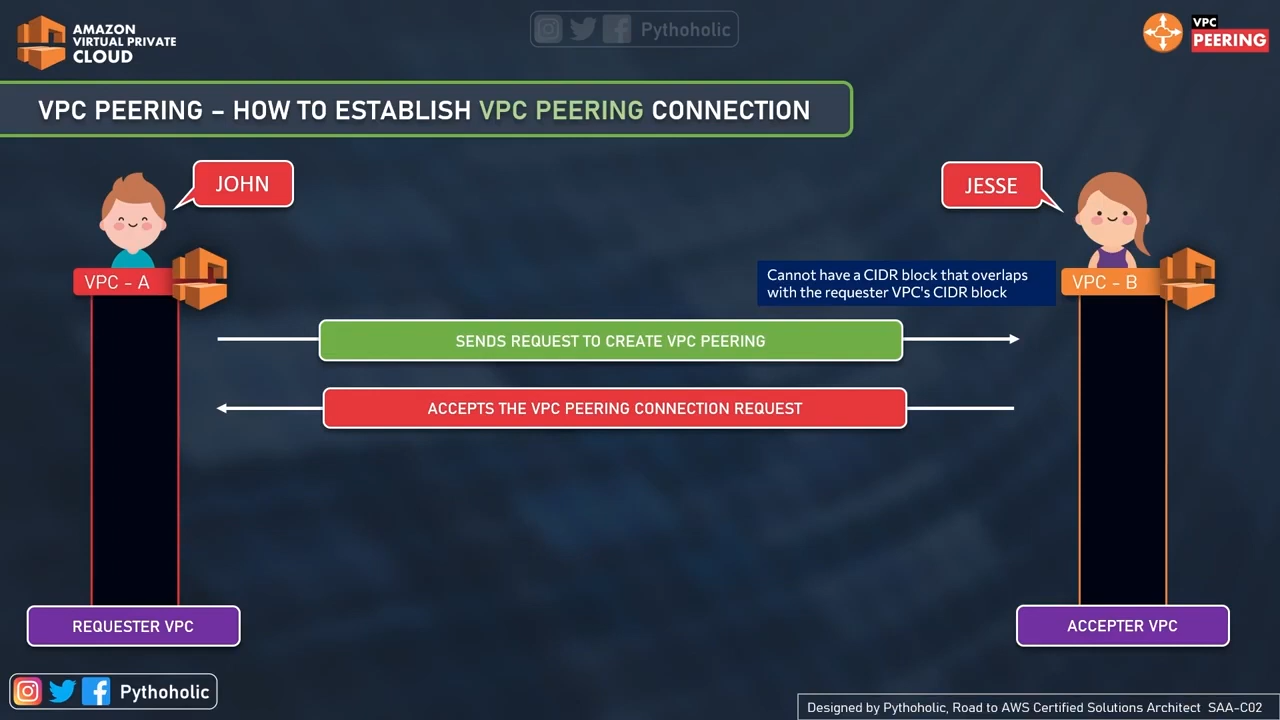 AMAZON
VIRTUAL PRIVATE
CLOUD
Pythoholic
VPC
PEERING
VPC PEERING – HOW TO ESTABLISH VPC PEERING CONNECTION
JOHN
JESSE
VPC - A
Cannot have a CIDR block that overlaps
with the requester VPC's CIDR block
VPC - B
SENDS REQUEST TO CREATE VPC PEERING
ACCEPTS THE VPC PEERING CONNECTION REQUEST
REQUESTER VPC
ACCEPTER VPC
Pythoholic
Designed by Pythoholic, Road to AWS Certified Solutions Architect SAA-C02